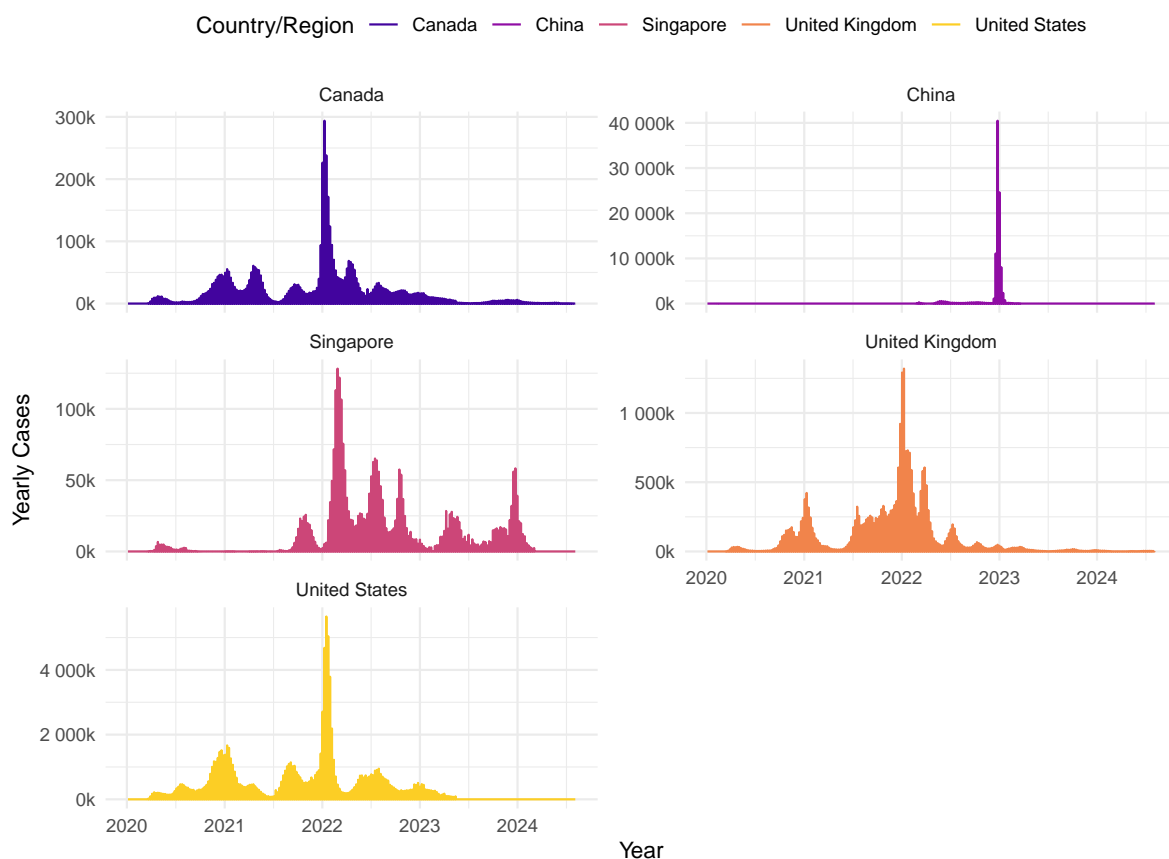 Country/Region Canada China Singapore United Kingdom United States
Canada
300k
200k
100k
0k
China
40 000k
30 000k
20 000k
10 000k
0k
Singapore
100k
50k
0k
United Kingdom
1 000k
500k
0k
2020 2021 2022 2023 2024
United States
4 000k
2 000k
0k
2020 2021 2022 2023 2024
Yearly Cases
Year